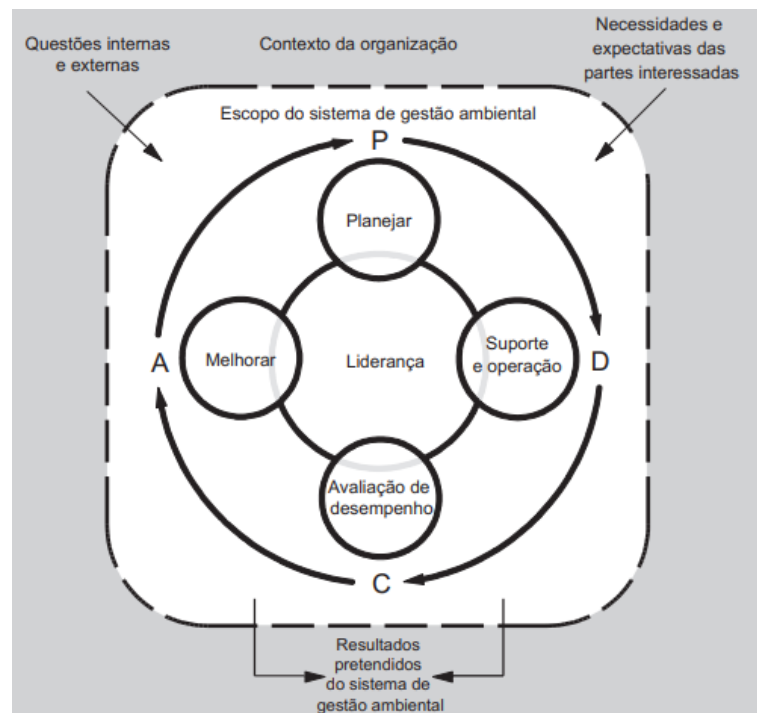 Questões internas
e externas
Contexto da organização
Necessidades e
expectativas das
partes interessadas
Escopo do sistema de gestão ambiental
P
Planejar
A
Melhorar
Liderança
Suporte
e operação
D
Avaliação de
desempenho
C
Resultados
pretendidos
do sistema de
gestão ambiental